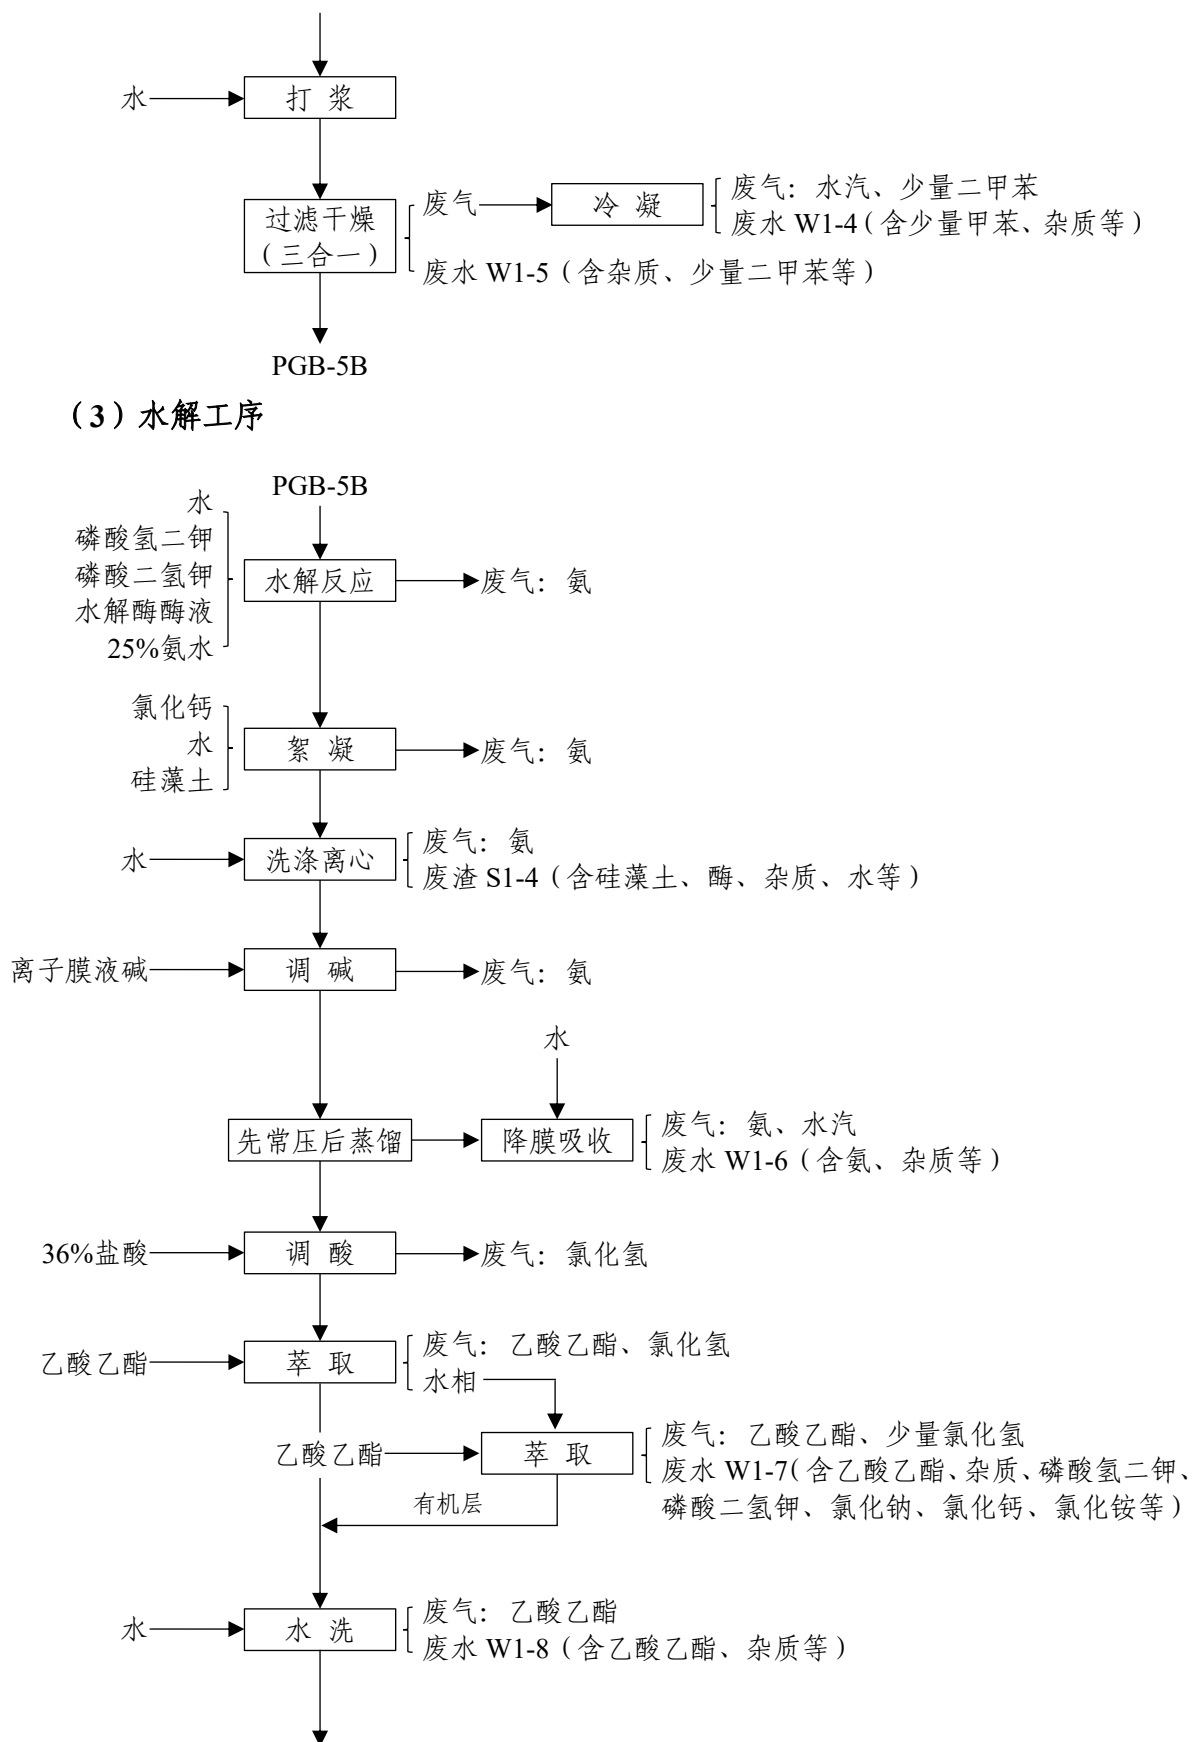 水
打 浆
过滤干燥
（三合一）
废气
冷 凝
废气：水汽、少量二甲苯
废水 W1-4（含少量甲苯、杂质等）
废水 W1-5（含杂质、少量二甲苯等）
PGB-5B
（3）水解工序
PGB-5B
水
磷酸氢二钾
磷酸二氢钾
水解酶酶液
25%氨水
水解反应
废气：氨
氯化钙
水
硅藻土
絮 凝
废气：氨
水
洗涤离心
废气：氨
废渣 S1-4（含硅藻土、酶、杂质、水等）
离子膜液碱
调 碱
废气：氨
水
先常压后蒸馏
降膜吸收
废气：氨、水汽
废水 W1-6（含氨、杂质等）
36%盐酸
调 酸
废气：氯化氢
乙酸乙酯
萃 取
废气：乙酸乙酯、氯化氢
水相
乙酸乙酯
萃 取
废气：乙酸乙酯、少量氯化氢
废水 W1-7（含乙酸乙酯、杂质、磷酸氢二钾、
磷酸二氢钾、氯化钠、氯化钙、氯化铵等）
有机层
水
水 洗
废气：乙酸乙酯
废水 W1-8（含乙酸乙酯、杂质等）